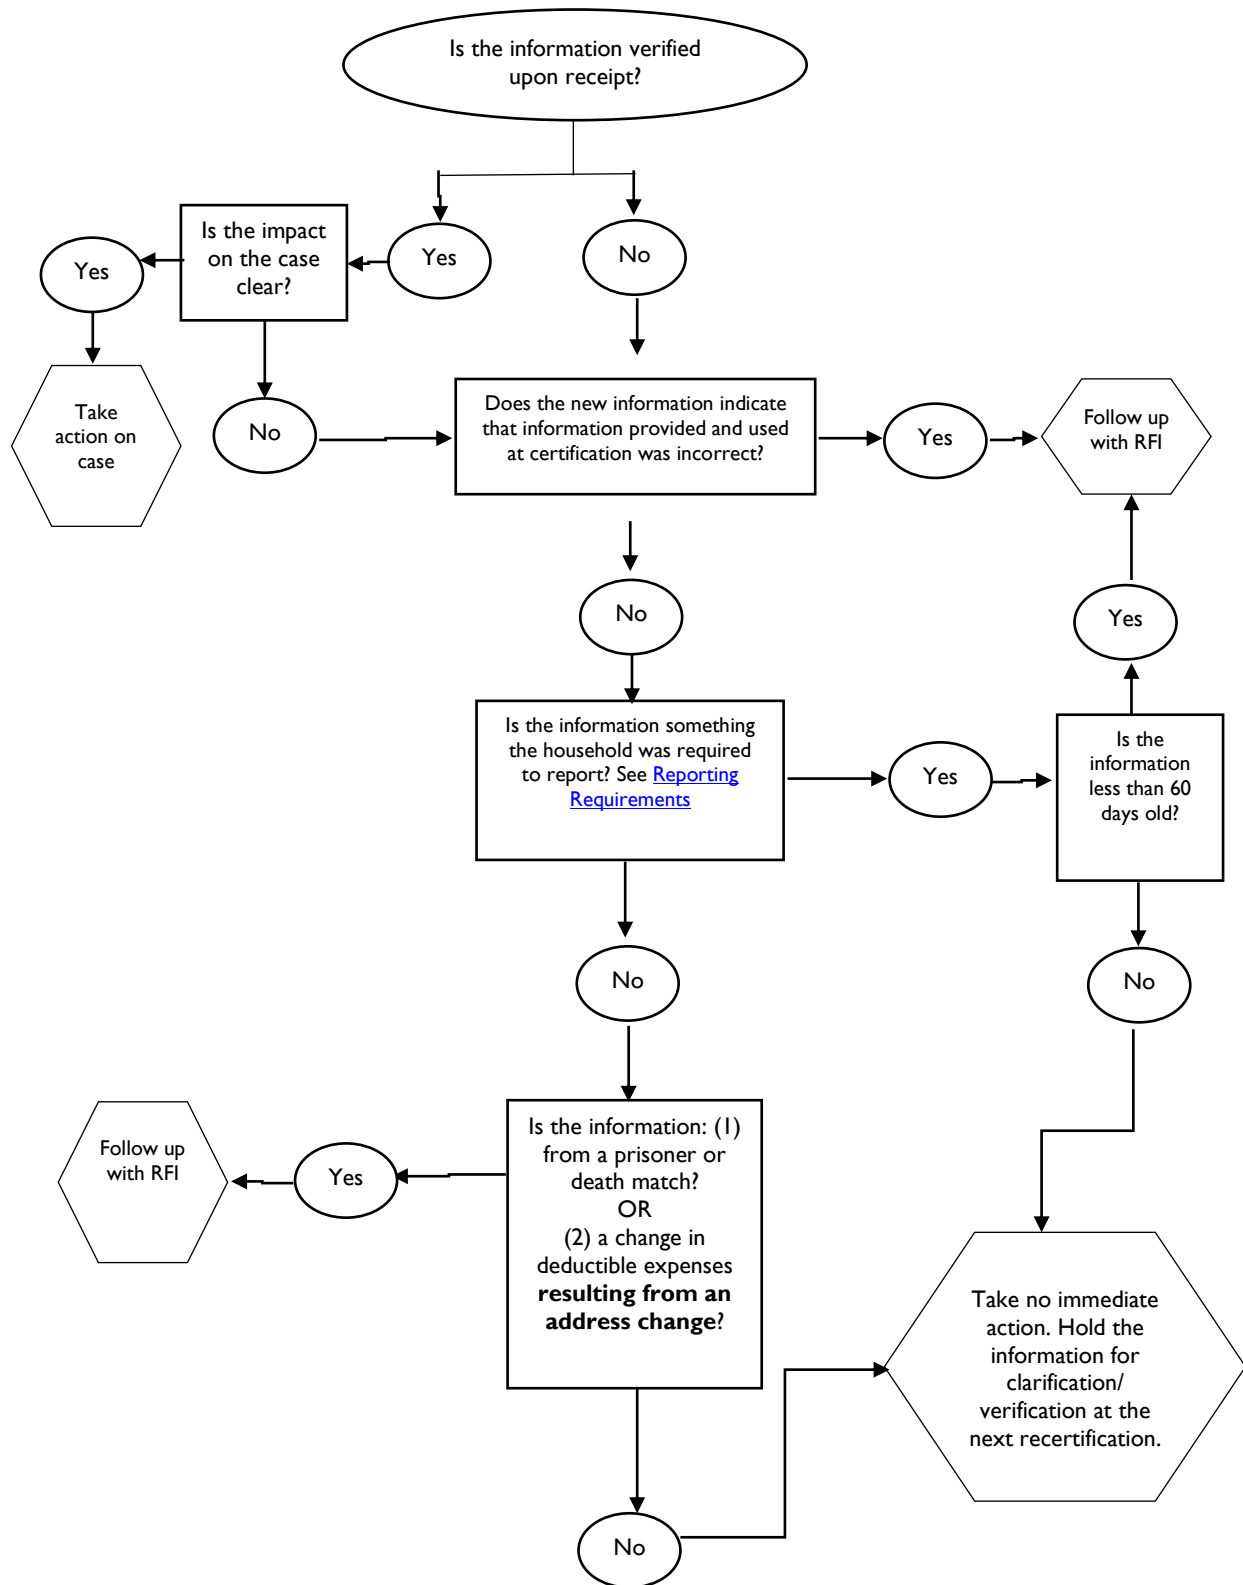 Is the information verified
upon receipt?
Yes
Is the impact
on the case
clear?
Yes
No
Take
action on
case
No
Does the new information indicate
that information provided and used
at certification was incorrect?
Yes
Follow up
with RFI
No
Yes
Is the information something
the household was required
to report? See Reporting
Requirements
Yes
Is the
information
less than 60
days old?
No
No
Follow up
with RFI
Yes
Is the information: (1)
from a prisoner or
death match?
OR
(2) a change in
deductible expenses
resulting from an
address change?
Take no immediate
action. Hold the
information for
clarification/
verification at the
next recertification.
No